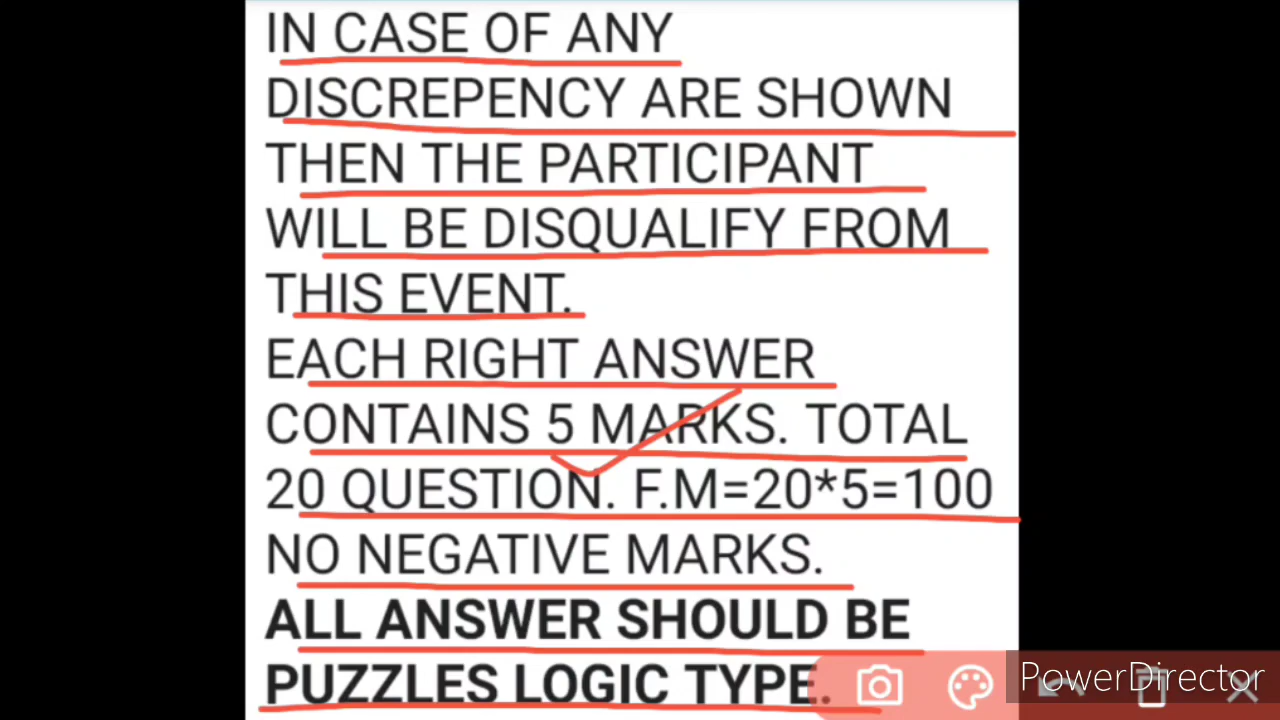 IN CASE OF ANY
DISCREPENCY ARE SHOWN
THEN THE PARTICIPANT
WILL BE DISQUALIFY FROM
THIS EVENT.
EACH RIGHT ANSWER
CONTAINS 5 MARKS. TOTAL
20 QUESTION. F.M=20*5=100
NO NEGATIVE MARKS.
ALL ANSWER SHOULD BE
PUZZLES LOGIC TYPE.
PowerDirector